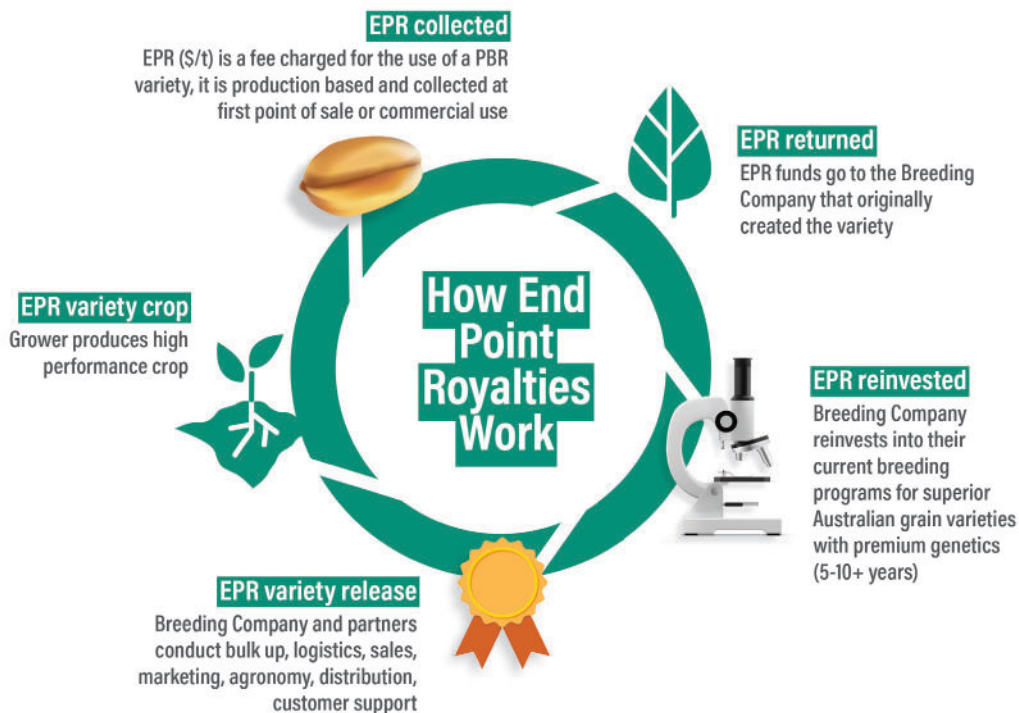 EPR collected
EPR ($/t) is a fee charged for the use of a PBR
variety, it is production based and collected at
first point of sale or commercial use
EPR returned
EPR funds go to the Breeding
Company that originally
created the variety
How End
Point
Royalties
Work
EPR variety crop
Grower produces high
performance crop
EPR reinvested
Breeding Company
reinvests into their
current breeding
programs for superior
Australian grain varieties
with premium genetics
(5-10+ years)
EPR variety release
Breeding Company and partners
conduct bulk up, logistics, sales,
marketing, agronomy, distribution,
customer support